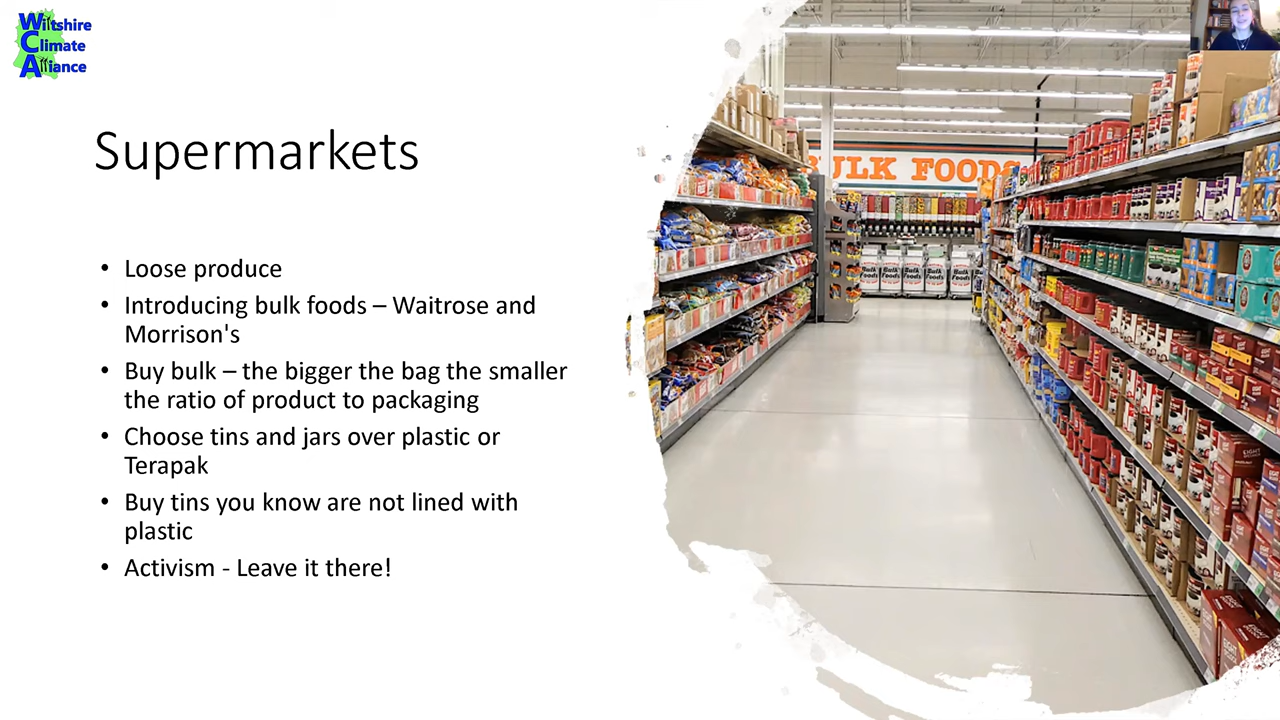 Wiltshire
Climate
Alliance
Supermarkets
• Loose produce
• Introducing bulk foods – Waitrose and
Morrison's
• Buy bulk – the bigger the bag the smaller
the ratio of product to packaging
• Choose tins and jars over plastic or
Terapak
• Buy tins you know are not lined with
plastic
• Activism - Leave it there!
BULK FOODS